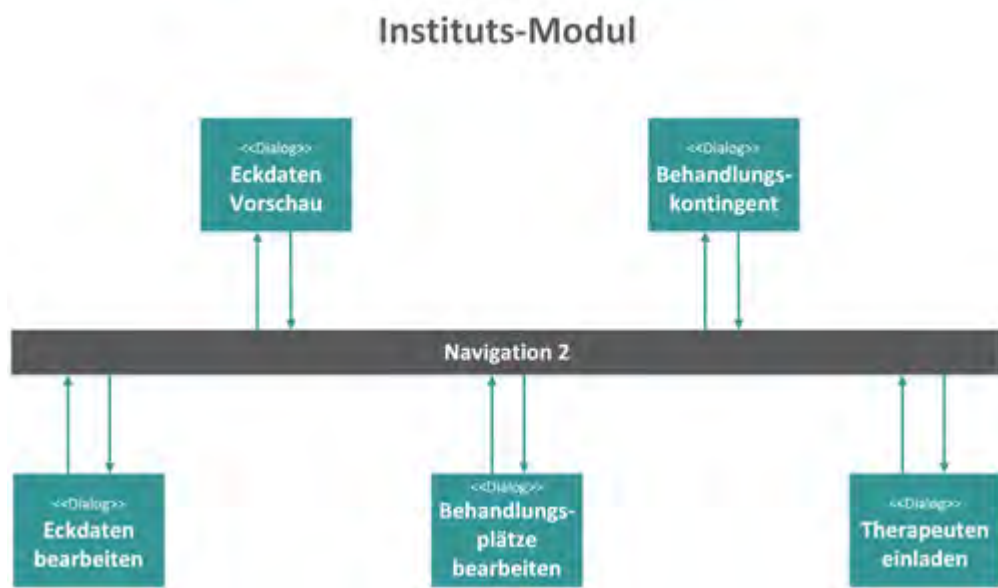 Instituts-Modul
<<Dialog>>
Eckdaten
Vorschau
<<Dialog>>
Behandlungs-
kontingent
Navigation 2
<<Dialog>>
Eckdaten
bearbeiten
<<Dialog>>
Behandlungs-
plätze
bearbeiten
<<Dialog>>
Therapeuten
einladen